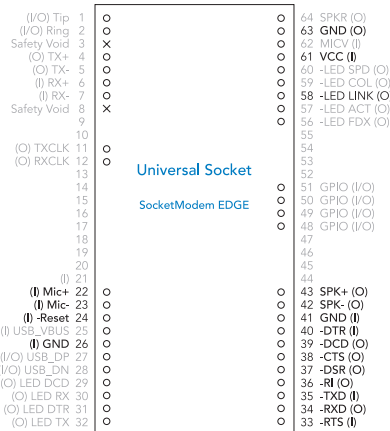 (I/O) Tip 1 64 SPKR (O)
(I/O) Ring 2 63 GND (O)
Safety Void 3 62 MICV (I)
(O) TX+ 4 61 VCC (I)
(O) TX- 5 60 -LED SPD (O)
(I) RX+ 6 59 -LED COL (O)
(I) RX- 7 58 -LED LINK (O
Safety Void 8 57 -LED ACT (O)
9 56 -LED FDX (O)
10 55
(O) TXCLK 11 54
(O) RXCLK 12 53
13 52
Universal Socket
14 51 GPIO (I/O)
15 50 GPIO (I/O)
SocketModem EDGE
16 49 GPIO (I/O)
17 48 GPIO (I/O)
18 47
19 46
20 45
(I) 21 44
(I) Mic+ 22 43 SPK+ (O)
(I) Mic- 23 42 SPK- (O)
(I) -Reset 24 41 GND (I)
(I) USB_VBUS 25 40 -DTR (I)
(I) GND 26 39 -DCD (O)
(I/O) USB_DP 27 38 -CTS (O)
(I/O) USB_DN 28 37 -DSR (O)
(O) LED DCD 29 36 -RI (O)
(O) LED RX 30 35 -TXD (I)
(O) LED DTR 31 34 -RXD (O)
(O) LED TX 32 33 -RTS (I)